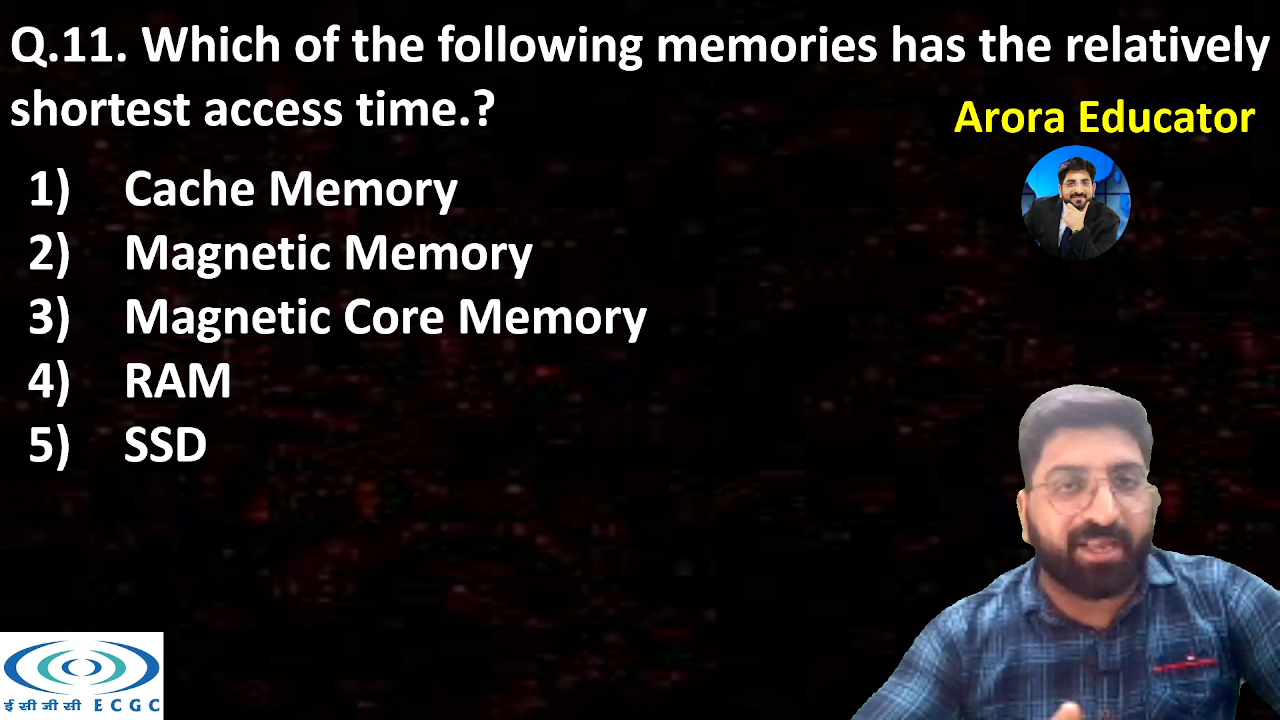 Q.11. Which of the following memories has the relatively
shortest access time.?
Arora Educator
1) Cache Memory
2) Magnetic Memory
3) Magnetic Core Memory
4) RAM
5) SSD
ई सी जी सी E C G C